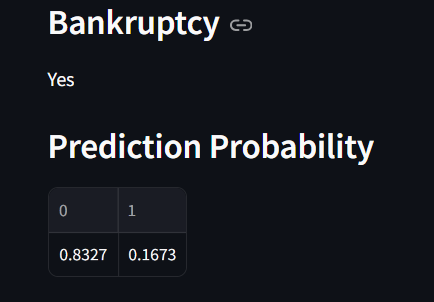 Bankruptcy
Yes
Prediction Probability
0 1
0.8327 0.1673